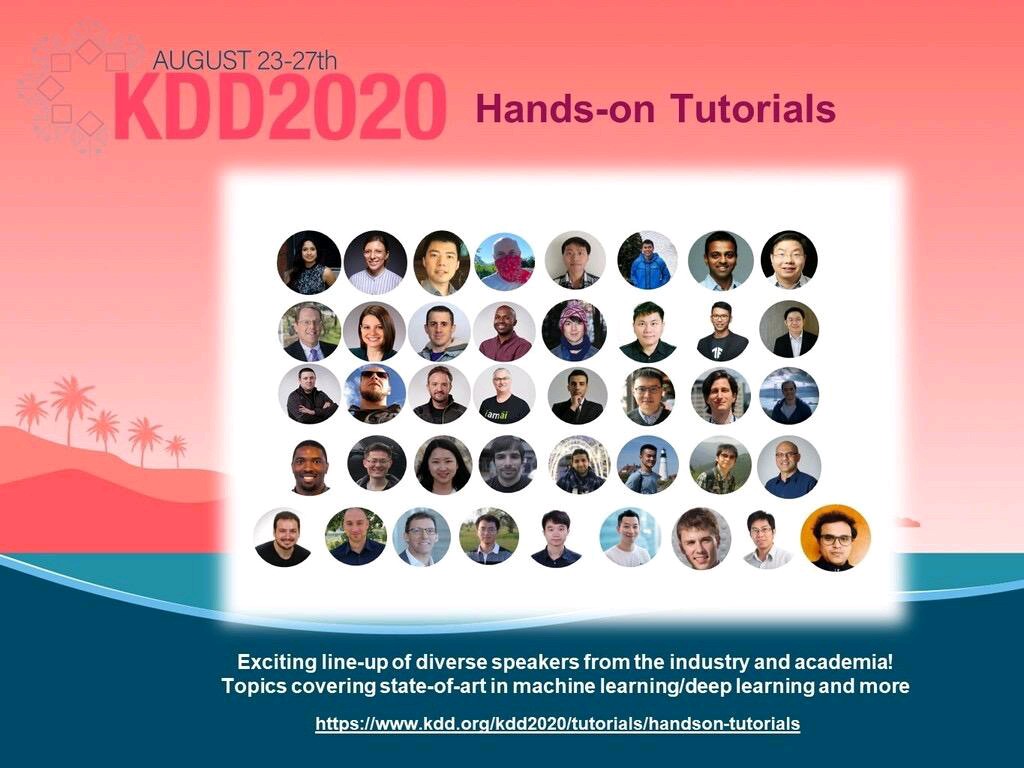 AUGUST 23-27th
KDD2020
Hands-on Tutorials
iamai
Exciting line-up of diverse speakers from the industry and academia!
Topics covering state-of-art in machine learning/deep learning and more
https://www.kdd.org/kdd2020/tutorials/handson-tutorials